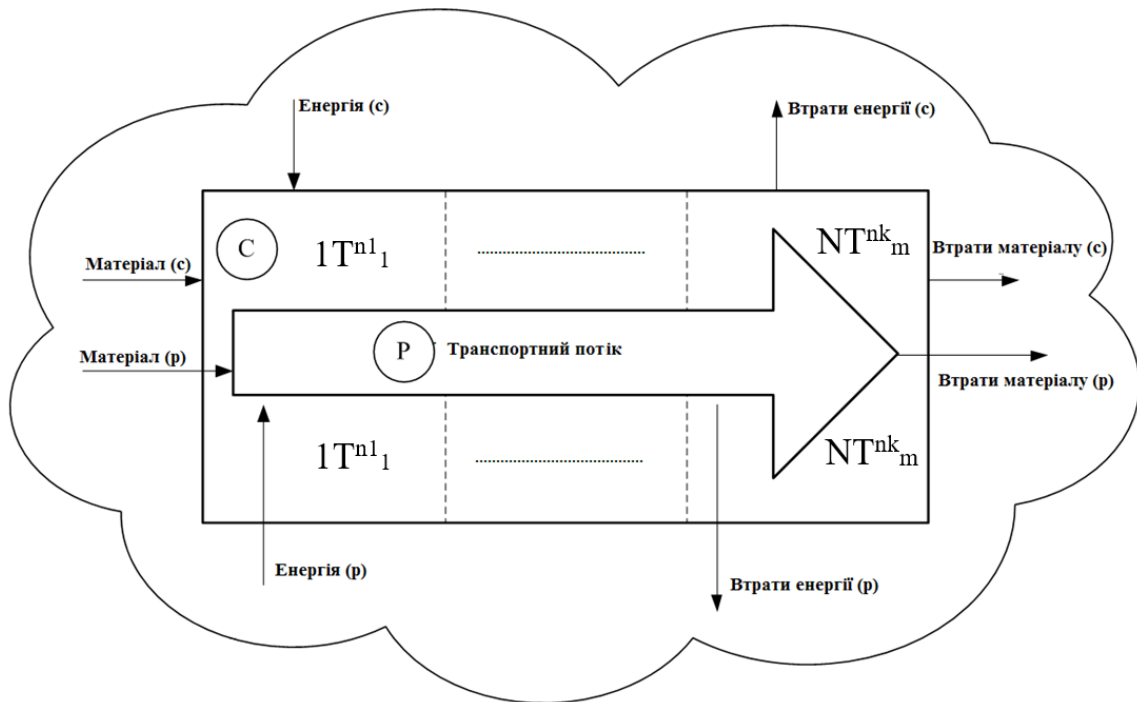 Енергія (с)
Втрати енергії (с)
С
1Tⁿ¹₁
........................................................
NTⁿᵏₘ
Втрати матеріалу (с)
Матеріал (с)
Матеріал (р)
Р
Транспортний потік
Втрати матеріалу (р)
1Tⁿ¹₁
........................................................
NTⁿᵏₘ
Енергія (р)
Втрати енергії (р)